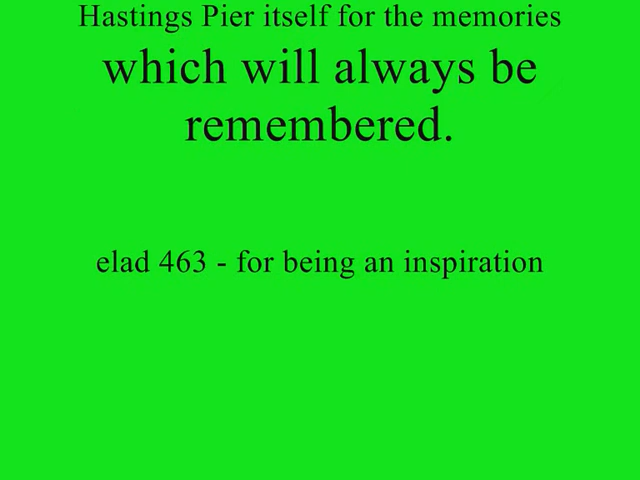 Hastings Pier itself for the memories
which will always be
remembered.
elad 463 - for being an inspiration